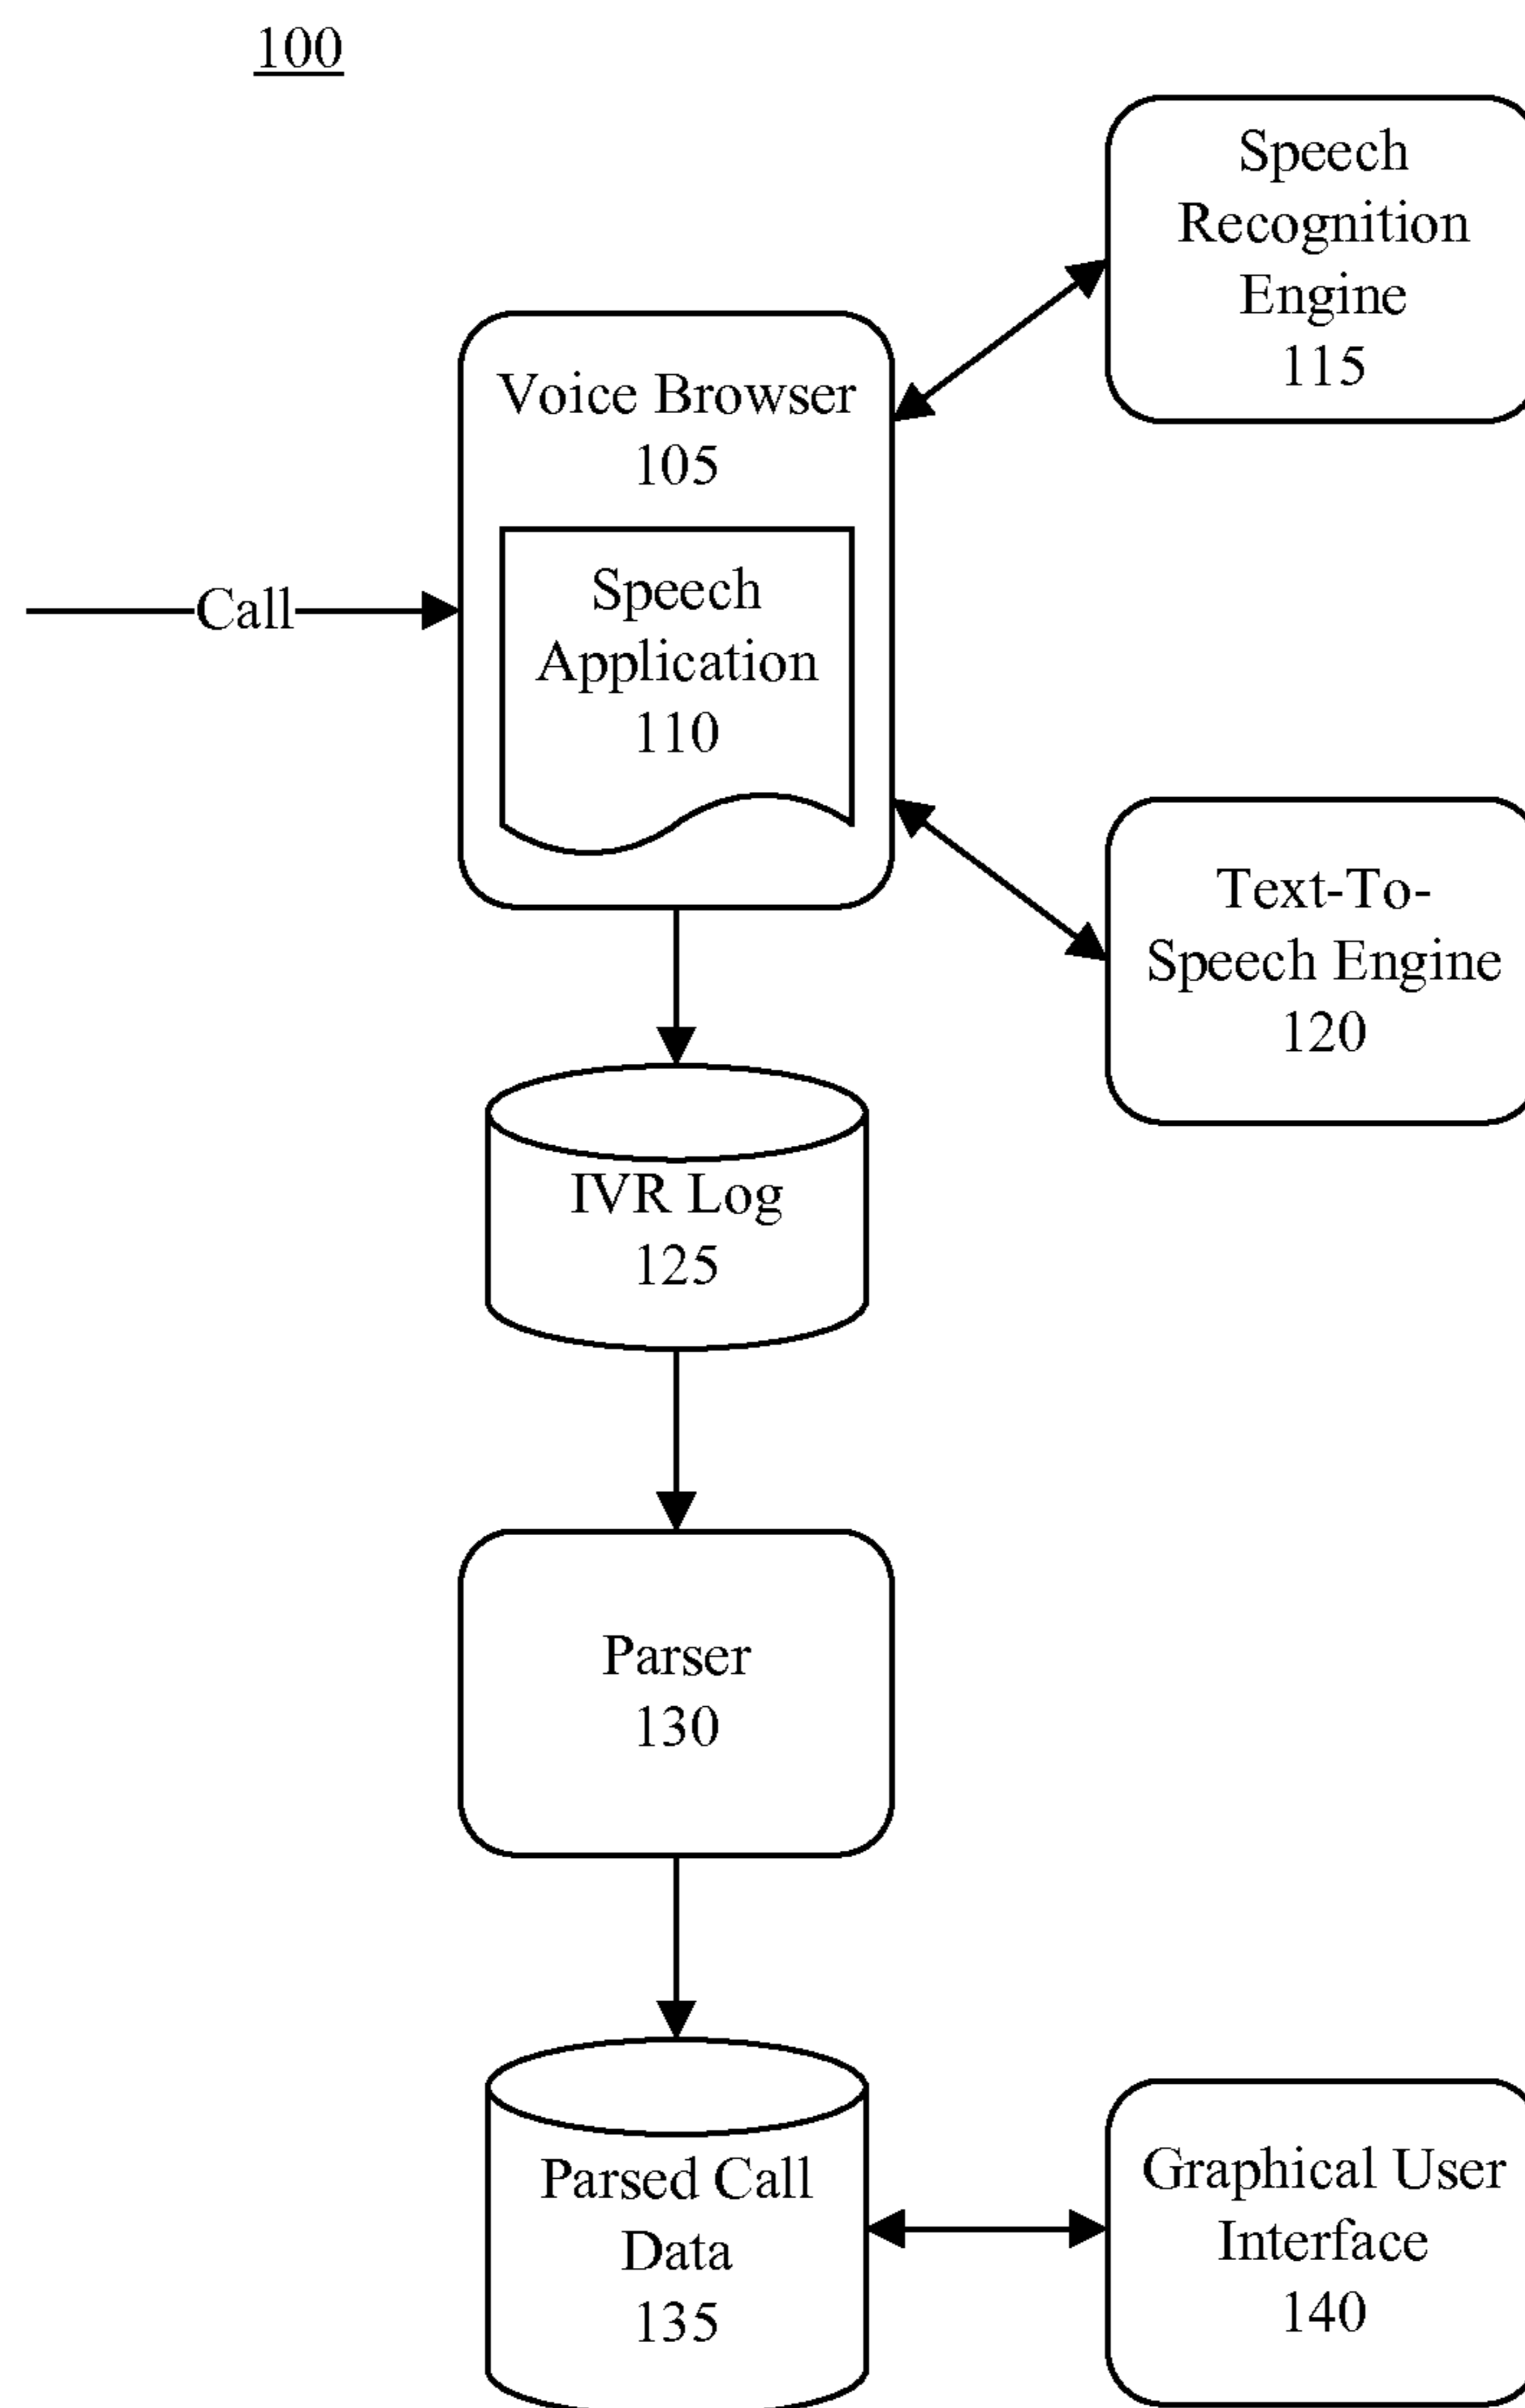 100
Speech
Recognition
Engine
115
Voice Browser
105
Call
Speech
Application
110
Text-To-
Speech Engine
120
IVR Log
125
Parser
130
Parsed Call
Data
135
Graphical User
Interface
140